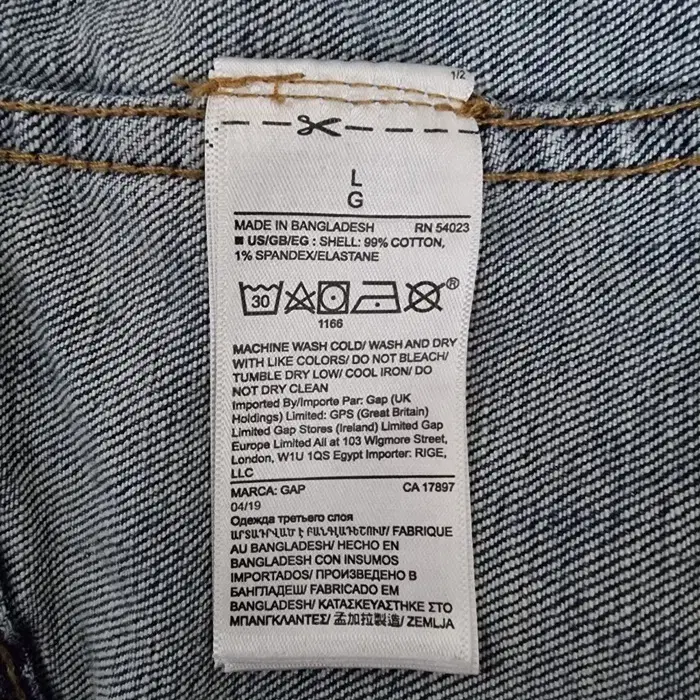 1/2
L
G
MADE IN BANGLADESH RN 54023
■ US/GB/EG : SHELL: 99% COTTON,
1% SPANDEX/ELASTANE
30
®
1166
MACHINE WASH COLD/ WASH AND DRY
WITH LIKE COLORS/ DO NOT BLEACH/
TUMBLE DRY LOW/ COOL IRON/ DO
NOT DRY CLEAN
Imported By/Importe Par: Gap (UK
Holdings) Limited: GPS (Great Britain)
Limited Gap Stores (Ireland) Limited Gap
Europe Limited All at 103 Wigmore Street,
London, W1U 1QS Egypt Importer: RIGE,
LLC
MARCA: GAP CA 17897
04/19
Одежда третьего слоя
ԱՐՏԱԴՐՎԱԾ Է ԲԱՆԳԼԱԴԵՇՈՒՄ/ FABRIQUE
AU BANGLADESH/ HECHO EN
BANGLADESH CON INSUMOS
IMPORTADOS/ ПРОИЗВЕДЕНО В
БАНГЛАДЕШ/ FABRICADO EM
BANGLADESH/ ΚΑΤΑΣΚΕΥΑΣΤΗΚΕ ΣΤΟ
ΜΠΑΝΓΚΛΑΝΤΕΣ/ 孟加拉製造/ ZEMLJA